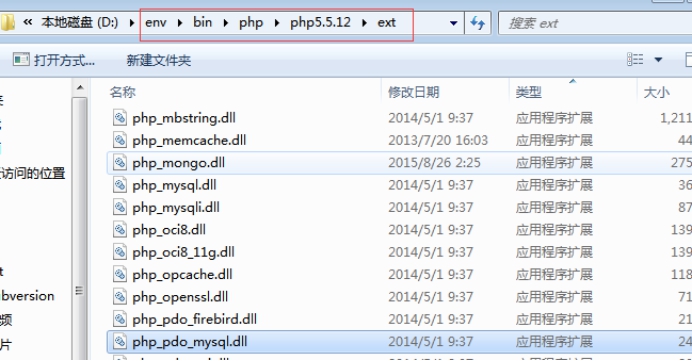 « 本地磁盘 (D:) ▸ env ▸ bin ▸ php ▸ php5.5.12 ▸ ext 搜索 ext
打开方式... 新建文件夹
名称 修改日期 类型 大小
php_mbstring.dll 2014/5/1 9:37 应用程序扩展 1,211
php_memcache.dll 2013/7/20 16:03 应用程序扩展 44
php_mongo.dll 2015/8/26 2:25 应用程序扩展 275
访问的位置
php_mysql.dll 2014/5/1 9:37 应用程序扩展 36
php_mysqli.dll 2014/5/1 9:37 应用程序扩展 87
php_oci8.dll 2014/5/1 9:37 应用程序扩展 139
php_oci8_11g.dll 2014/5/1 9:37 应用程序扩展 139
t
php_opcache.dll 2014/5/1 9:37 应用程序扩展 118
bversion
php_openssl.dll 2014/5/1 9:37 应用程序扩展 71
频
php_pdo_firebird.dll 2014/5/1 9:37 应用程序扩展
片
php_pdo_mysql.dll 2014/5/1 9:37 应用程序扩展 24